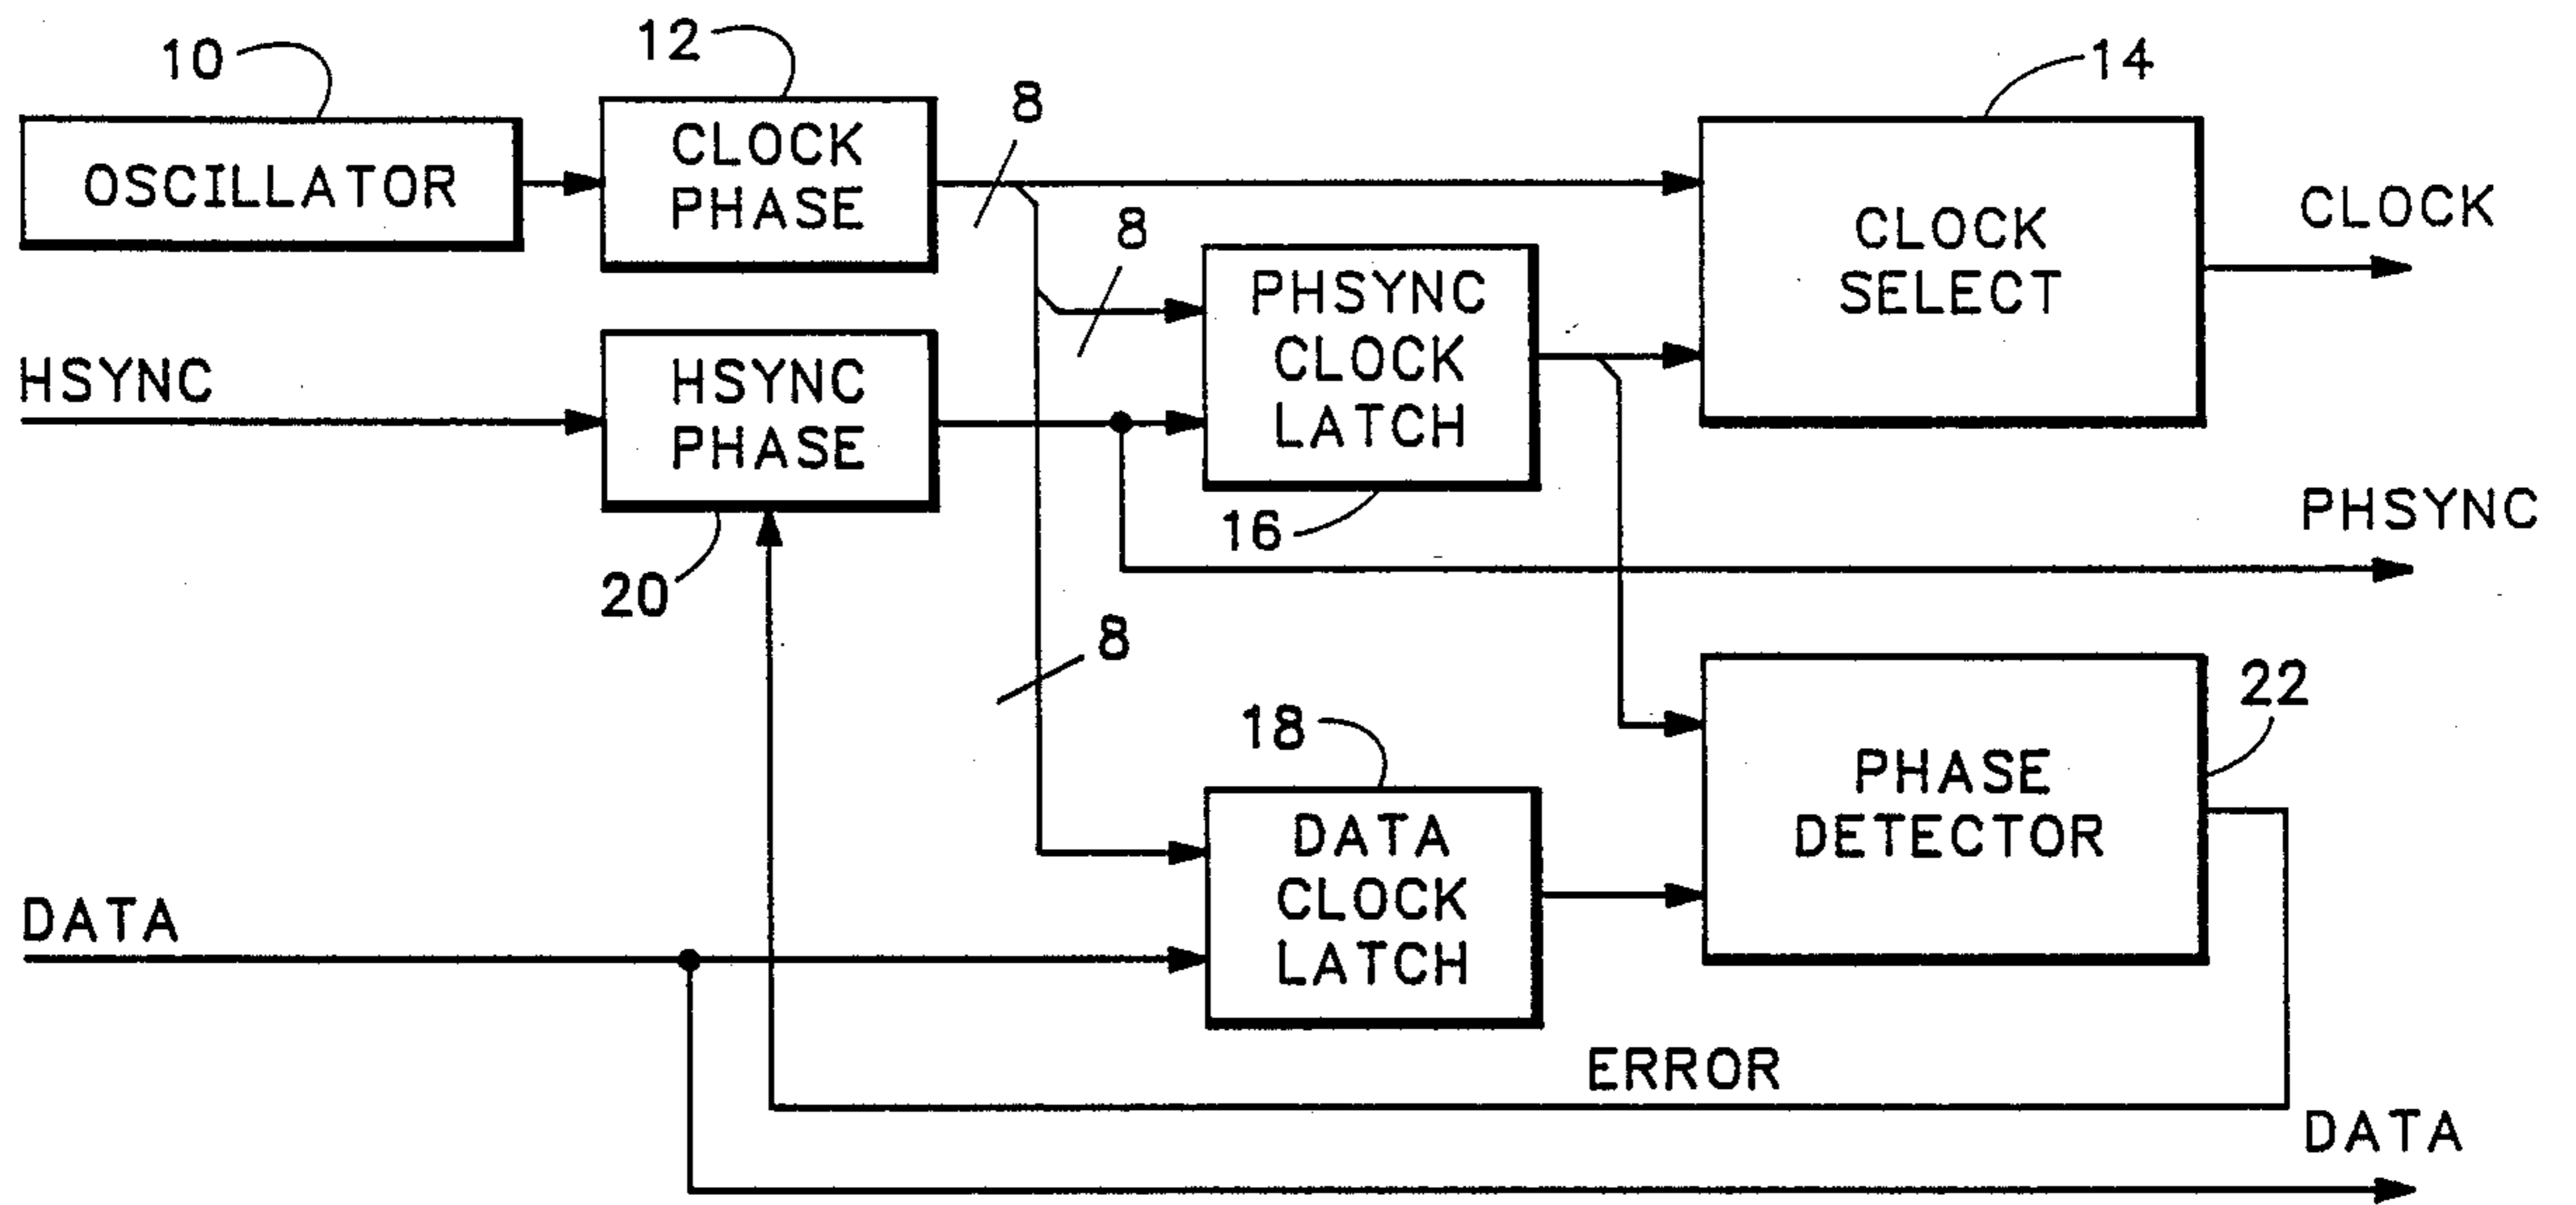 10
12
14
8
OSCILLATOR
CLOCK
PHASE
8
CLOCK
SELECT
CLOCK
HSYNC
HSYNC
PHASE
PHSYNC
CLOCK
LATCH
20
16
PHSYNC
8
18
22
DATA
DATA
CLOCK
LATCH
PHASE
DETECTOR
ERROR
DATA